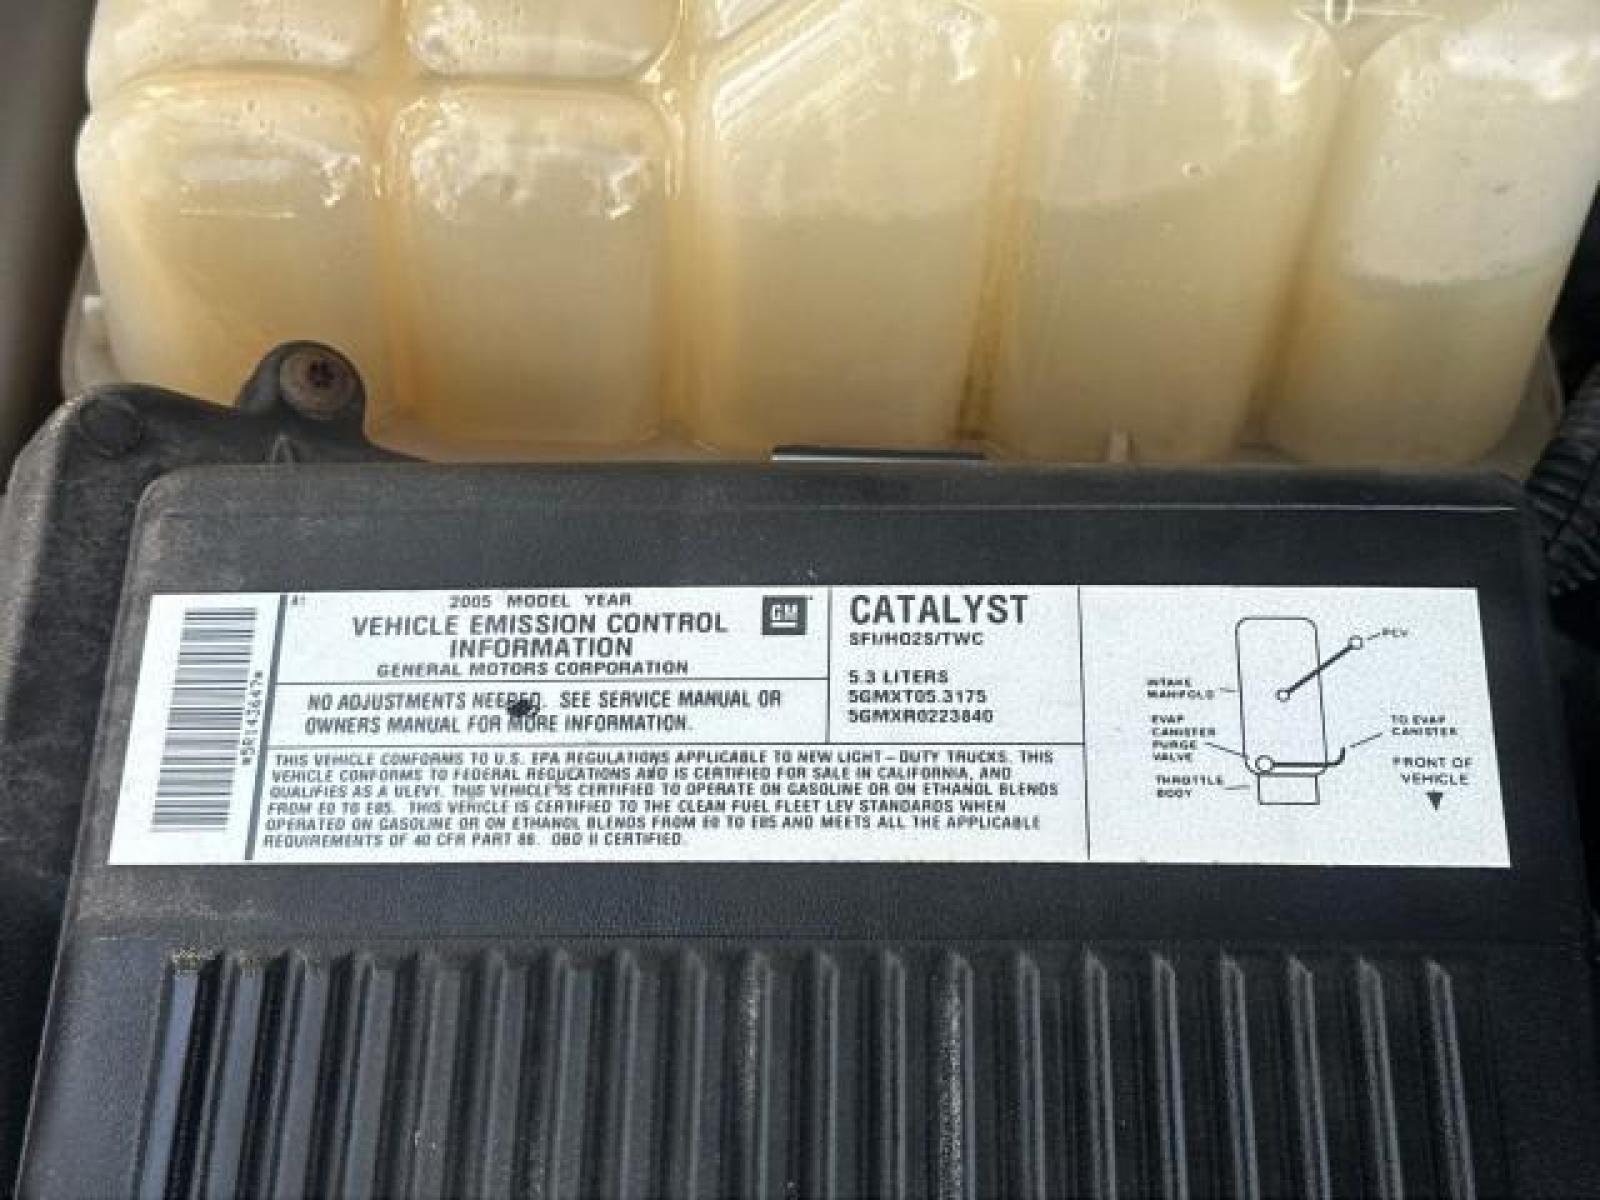 A1
2005 MODEL YEAR
VEHICLE EMISSION CONTROL
INFORMATION
GENERAL MOTORS CORPORATION
GM
NO ADJUSTMENTS NEEDED. SEE SERVICE MANUAL OR
OWNERS MANUAL FOR MORE INFORMATION.
CATALYST
SFI/HO2S/TWC
5.3 LITERS
5GMXT05.3175
5GMXR0223840
THIS VEHICLE CONFORMS TO U.S. EPA REGULATIONS APPLICABLE TO NEW LIGHT-DUTY TRUCKS. THIS
VEHICLE CONFORMS TO FEDERAL REGULATIONS AND IS CERTIFIED FOR SALE IN CALIFORNIA, AND
QUALIFIES AS A ULEV1. THIS VEHICLE IS CERTIFIED TO OPERATE ON GASOLINE OR ON ETHANOL BLENDS
FROM E0 TO E85. THIS VEHICLE IS CERTIFIED TO THE CLEAN FUEL FLEET LEV STANDARDS WHEN
OPERATED ON GASOLINE OR ON ETHANOL BLENDS FROM E0 TO E85 AND MEETS ALL THE APPLICABLE
REQUIREMENTS OF 40 CFR PART 88. OBD II CERTIFIED.
PCV
INTAKE
MANIFOLD
EVAP
CANISTER
PURGE
VALVE
THROTTLE
BODY
TO EVAP
CANISTER
FRONT OF
VEHICLE